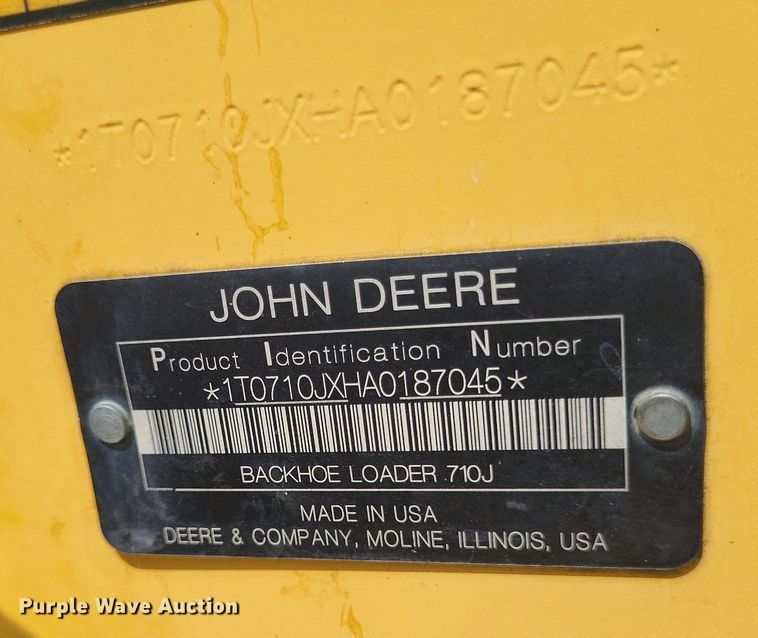 *1T0710JXHA0187045*
JOHN DEERE
Product Identification Number
*1T0710JXHA0187045*
BACKHOE LOADER 710J
MADE IN USA
DEERE & COMPANY, MOLINE, ILLINOIS, USA
Purple Wave Auction